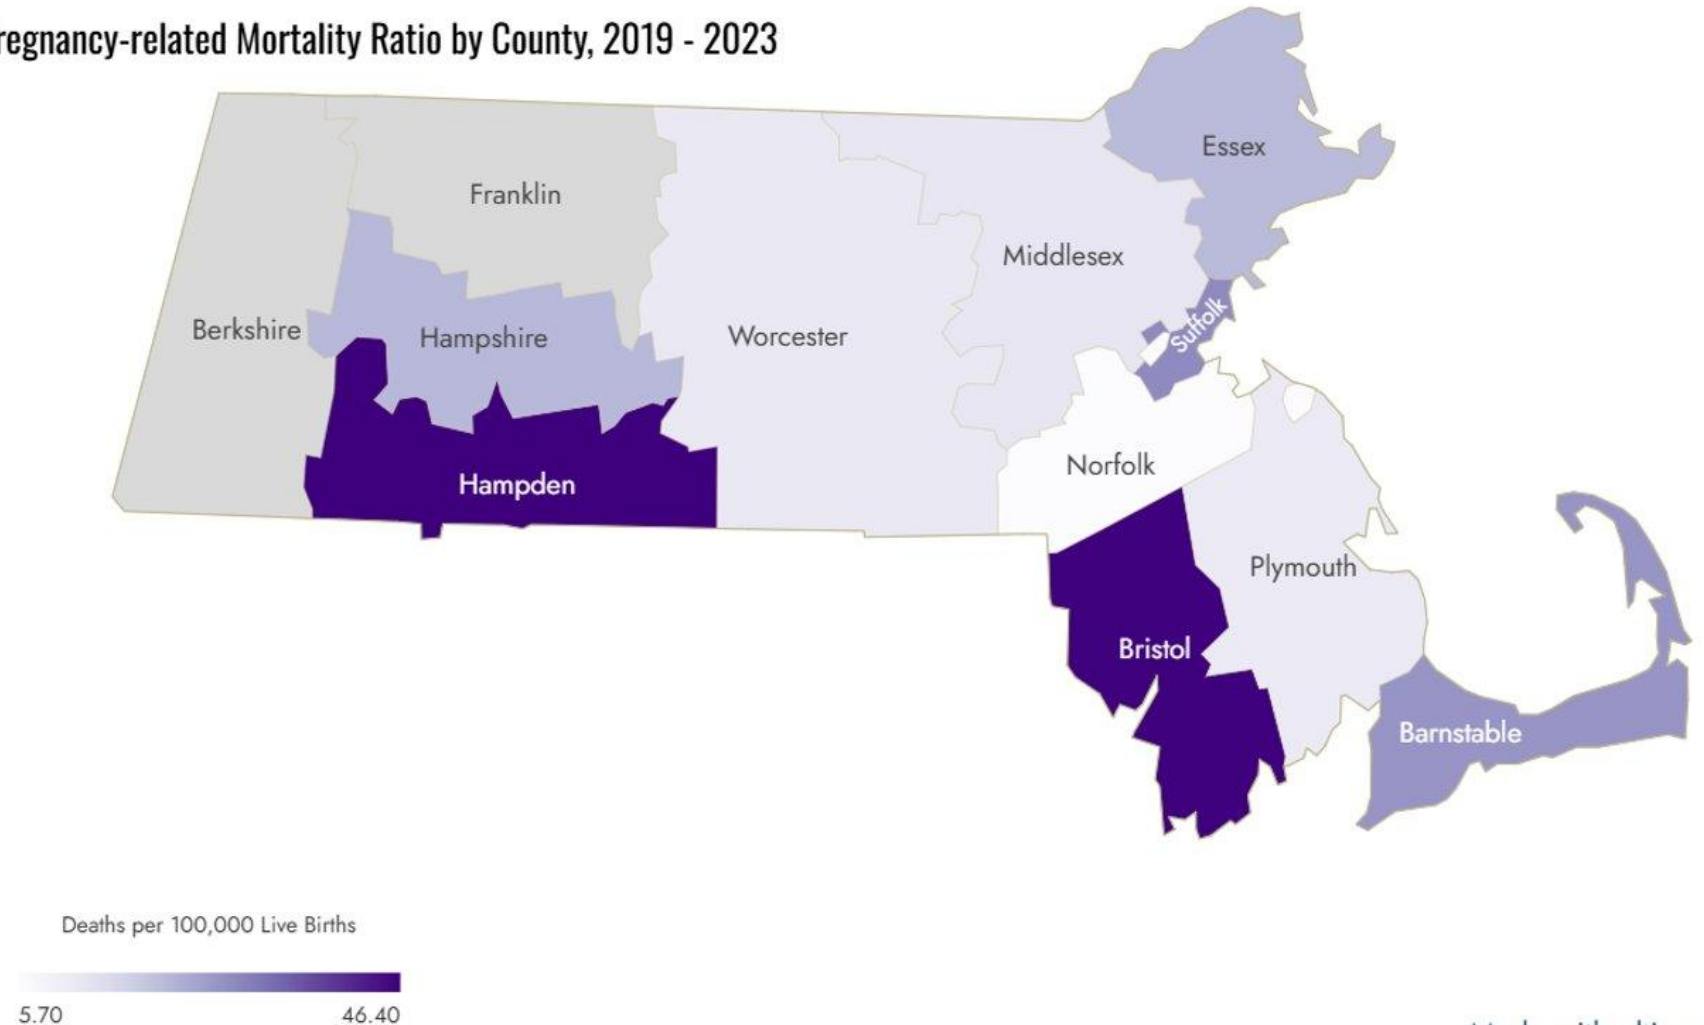 regnancy-related Mortality Ratio by County, 2019 - 2023
Essex
Franklin
Middlesex
Suffolk
Berkshire
Hampshire
Worcester
Norfolk
Hampden
Plymouth
Bristol
Barnstable
Deaths per 100,000 Live Births
5.70 46.40